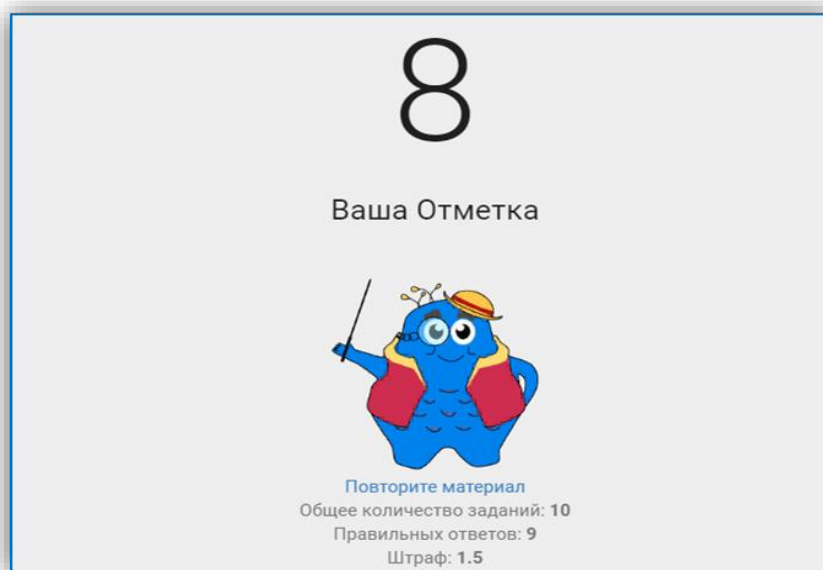 8
Ваша Отметка
Повторите материал
Общее количество заданий: 10
Правильных ответов: 9
Штраф: 1.5